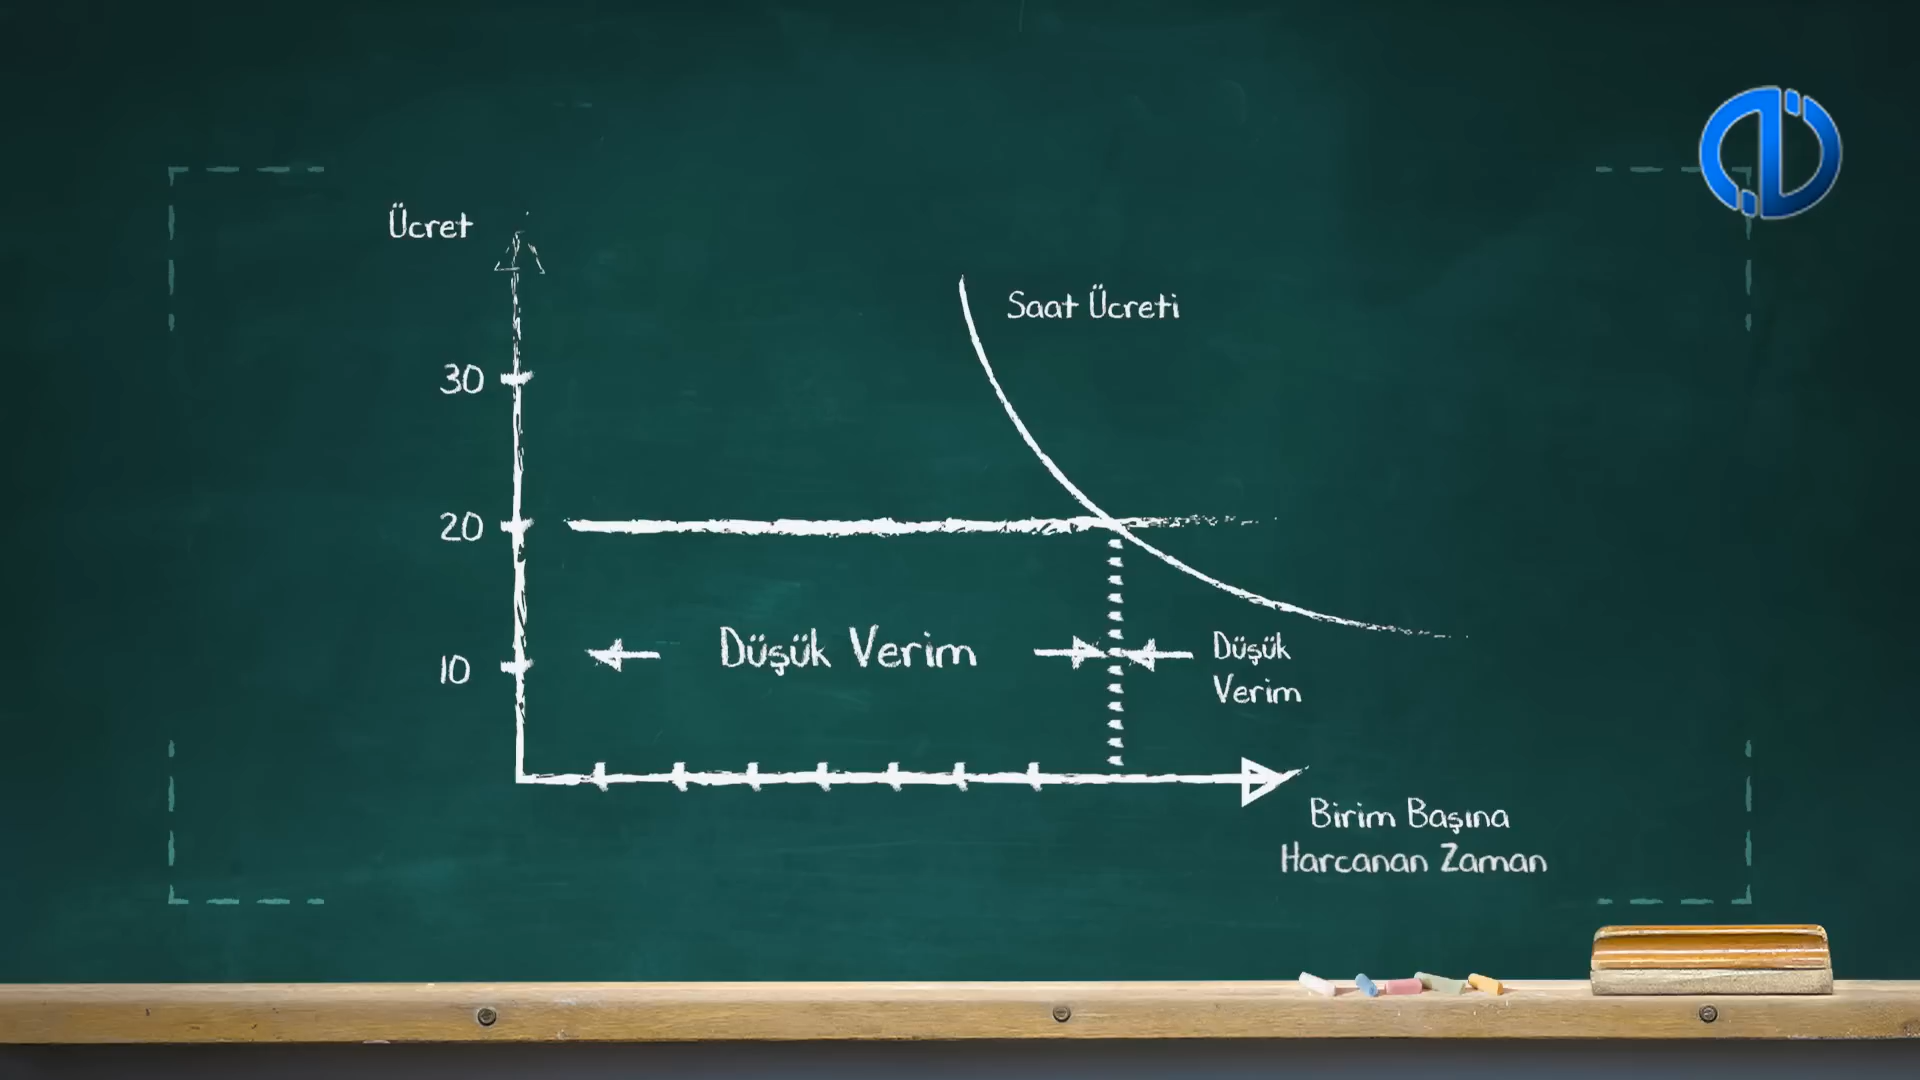 Ücret
Saat Ücreti
30
20
10
Düşük Verim
Düşük
Verim
Birim Başına
Harcanan Zaman